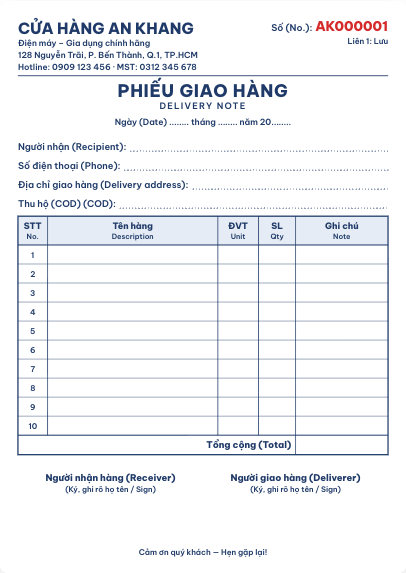 CỬA HÀNG AN KHANG
Số (No.): AK000001
Điện máy – Gia dụng chính hãng
Liên 1: Lưu
128 Nguyễn Trãi, P. Bến Thành, Q.1, TP.HCM
Hotline: 0909 123 456 · MST: 0312 345 678
PHIẾU GIAO HÀNG
DELIVERY NOTE
Ngày (Date) ........ tháng ........ năm 20........
Người nhận (Recipient):
Số điện thoại (Phone):
Địa chỉ giao hàng (Delivery address):
Thu hộ (COD) (COD):
STT Tên hàng ĐVT SL Ghi chú
No. Description Unit Qty Note
1
2
3
4
5
6
7
8
9
10
Tổng cộng (Total)
Người nhận hàng (Receiver) Người giao hàng (Deliverer)
(Ký, ghi rõ họ tên / Sign) (Ký, ghi rõ họ tên / Sign)
Cảm ơn quý khách — Hẹn gặp lại!